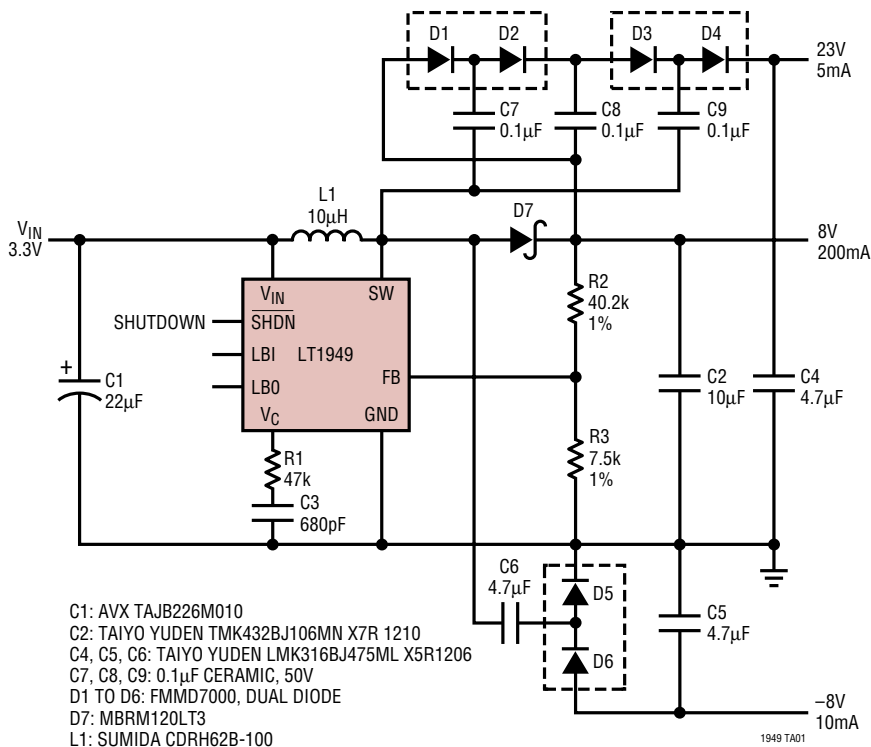 D1
D2
D3
D4
23V
5mA
C7
0.1µF
C8
0.1µF
C9
0.1µF
L1
10µH
D7
VIN
3.3V
8V
200mA
VIN
SW
R2
40.2k
1%
SHUTDOWN
SHDN
LBI
LT1949
LBO
FB
C1
22µF
+
C2
10µF
C4
4.7µF
VC
GND
R1
47k
R3
7.5k
1%
C3
680pF
C6
4.7µF
D5
D6
C5
4.7µF
C1: AVX TAJB226M010
C2: TAIYO YUDEN TMK432BJ106MN X7R 1210
C4, C5, C6: TAIYO YUDEN LMK316BJ475ML X5R1206
C7, C8, C9: 0.1µF CERAMIC, 50V
D1 TO D6: FMMD7000, DUAL DIODE
D7: MBRM120LT3
L1: SUMIDA CDRH62B-100
–8V
10mA
1949 TA01